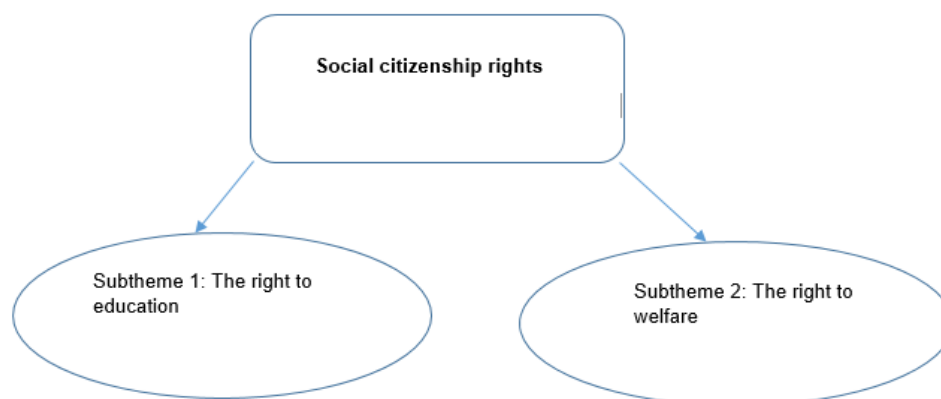 Social citizenship rights
Subtheme 1: The right to
education
Subtheme 2: The right to
welfare